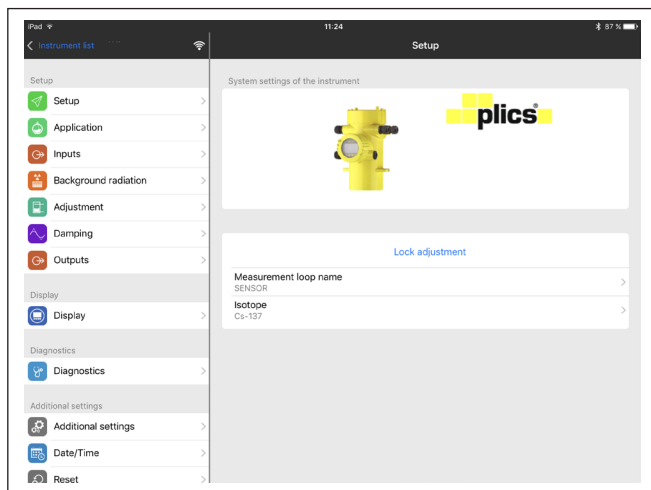 iPad
11:24
87 %
Instrument list
Setup
Setup
Setup
Application
Inputs
Background radiation
Adjustment
Damping
Outputs
Display
Display
Diagnostics
Diagnostics
Additional settings
Additional settings
Date/Time
Reset
System settings of the instrument
plics®
Lock adjustment
Measurement loop name
SENSOR
Isotope
Cs-137